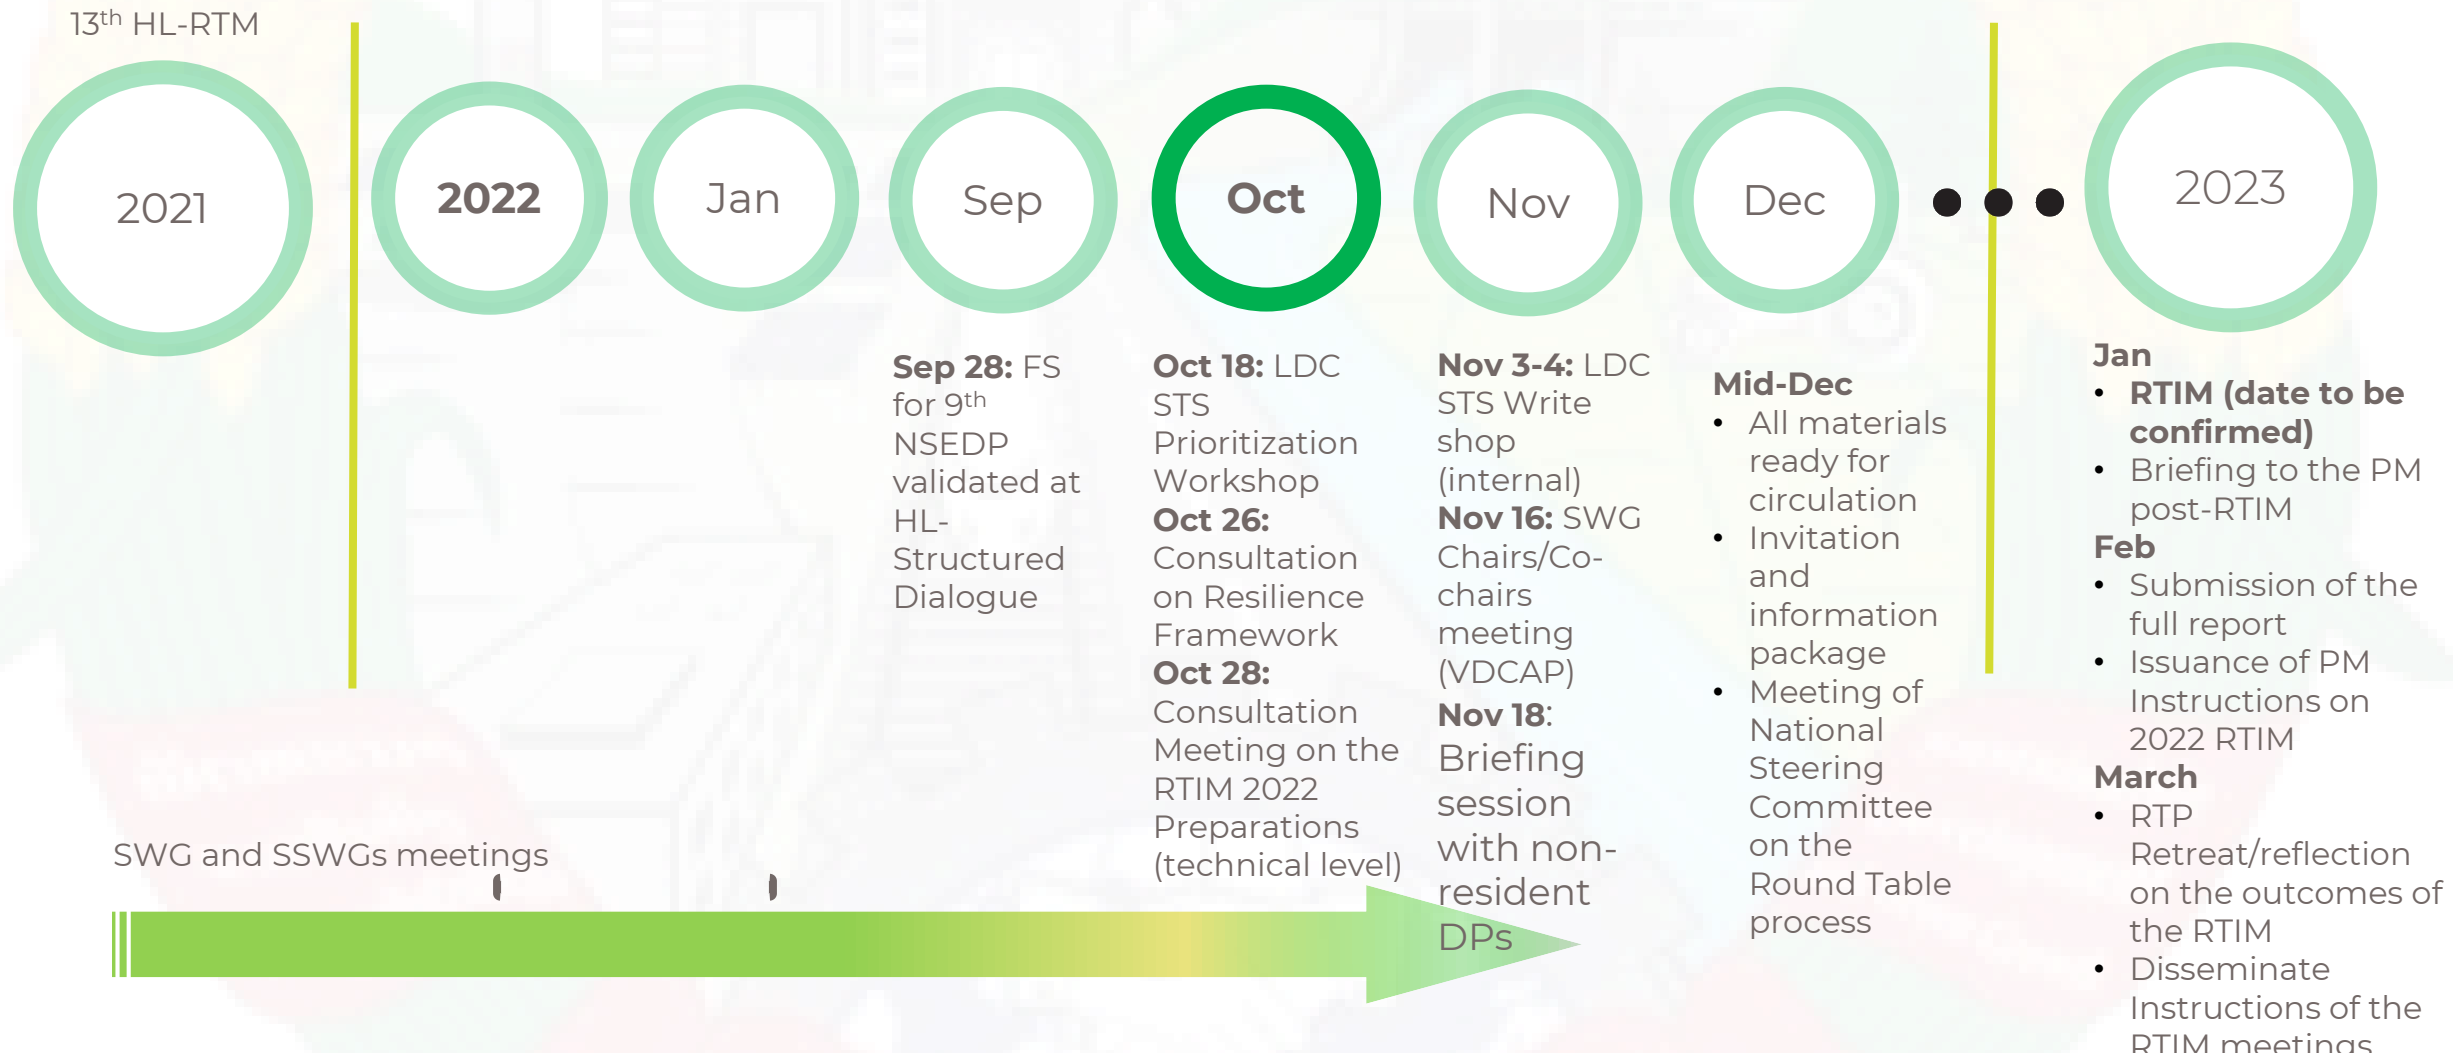 13th HL-RTM
2021
2022
Jan
Sep
Oct
Nov
Dec
2023
Sep 28: FS
for 9th
NSEDP
validated at
HL-
Structured
Dialogue
Oct 18: LDC
STS
Prioritization
Workshop
Oct 26:
Consultation
on Resilience
Framework
Oct 28:
Consultation
Meeting on the
RTIM 2022
Preparations
(technical level)
Nov 3-4: LDC
STS Write
shop
(internal)
Nov 16: SWG
Chairs/Co-
chairs
meeting
(VDCAP)
Nov 18:
Briefing
session
with non-
resident
DPs
Mid-Dec
• All materials
ready for
circulation
• Invitation
and
information
package
• Meeting of
National
Steering
Committee
on the
Round Table
process
Jan
• RTIM (date to be
confirmed)
• Briefing to the PM
post-RTIM
Feb
• Submission of the
full report
• Issuance of PM
Instructions on
2022 RTIM
March
• RTP
Retreat/reflection
on the outcomes of
the RTIM
• Disseminate
Instructions of the
RTIM meetings
SWG and SSWGs meetings